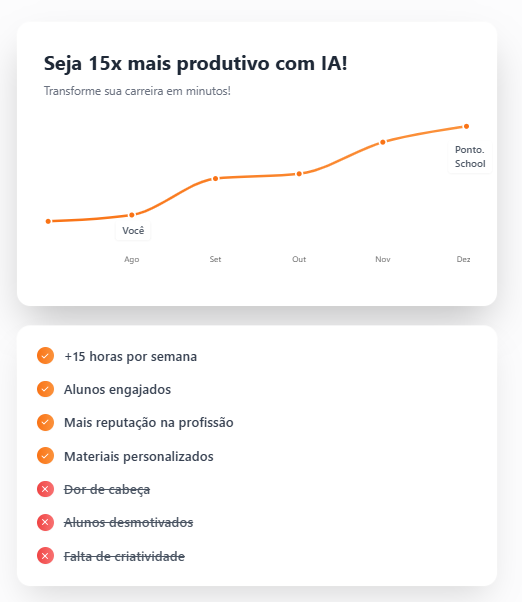 Seja 15x mais produtivo com IA!
Transforme sua carreira em minutos!
Ponto.
School
Você
Ago Set Out Nov Dez
+15 horas por semana
Alunos engajados
Mais reputação na profissão
Materiais personalizados
Dor de cabeça
Alunos desmotivados
Falta de criatividade